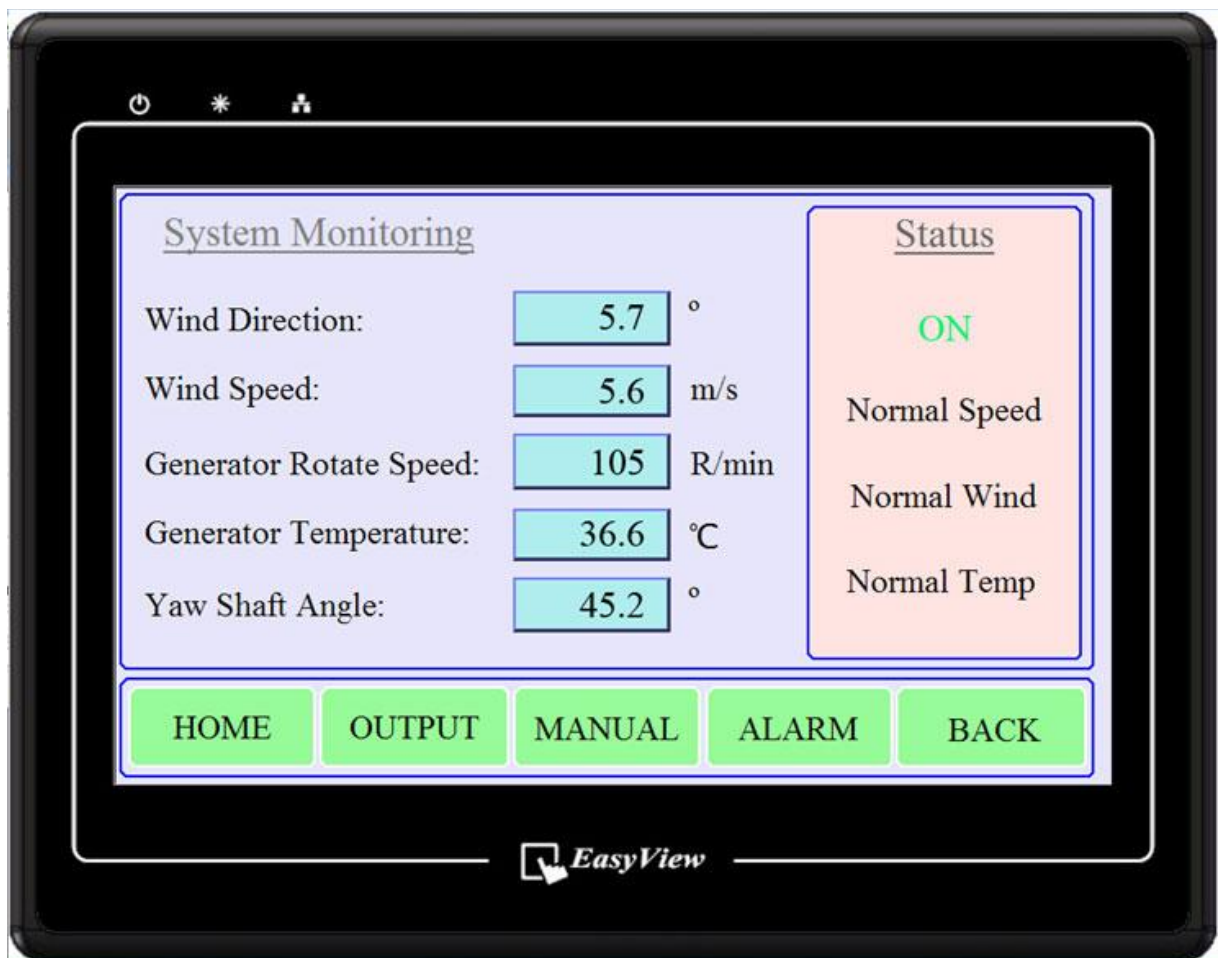 System Monitoring
Wind Direction: 5.7 °
Wind Speed: 5.6 m/s
Generator Rotate Speed: 105 R/min
Generator Temperature: 36.6 ℃
Yaw Shaft Angle: 45.2 °
Status
ON
Normal Speed
Normal Wind
Normal Temp
HOME OUTPUT MANUAL ALARM BACK
EasyView